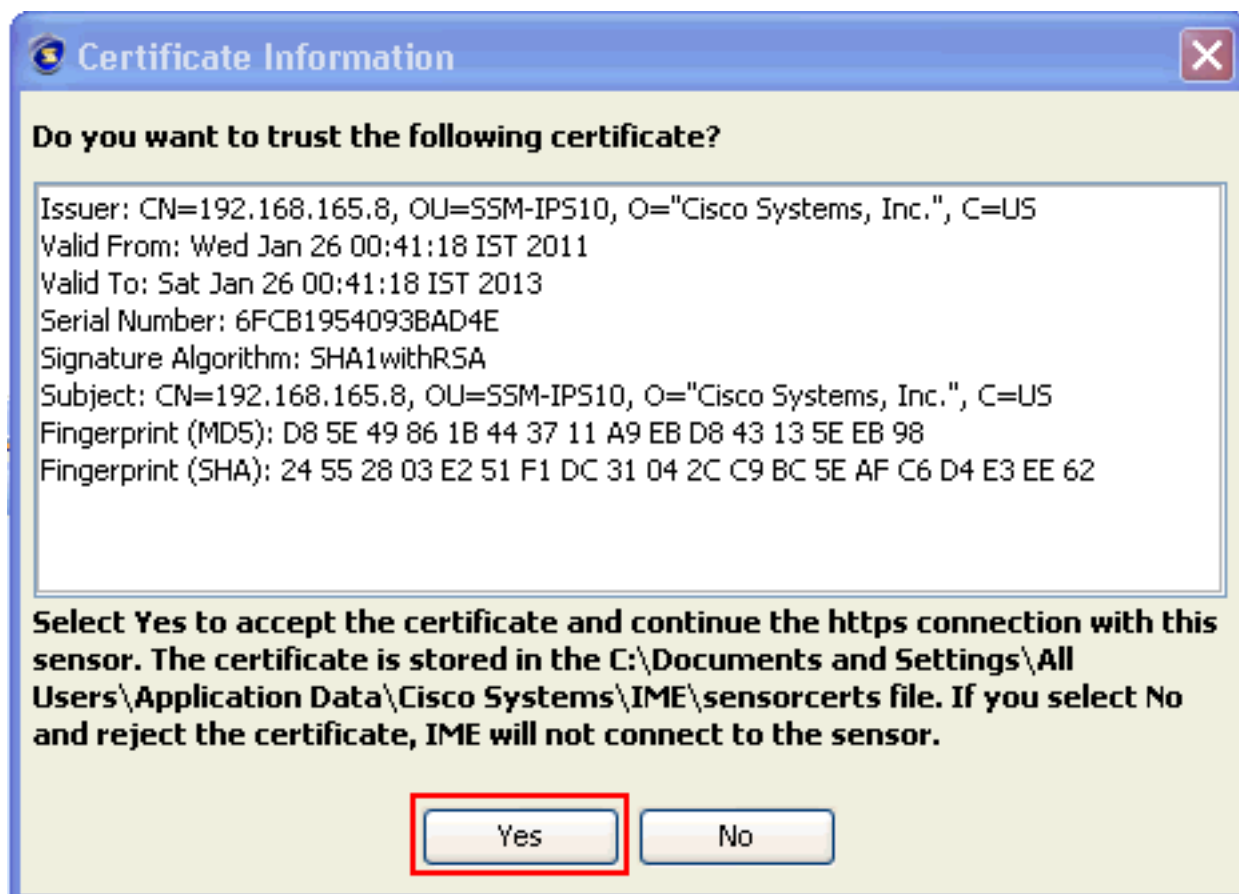 Certificate Information
Do you want to trust the following certificate?
Issuer: CN=192.168.165.8, OU=SSM-IPS10, O="Cisco Systems, Inc.", C=US
Valid From: Wed Jan 26 00:41:18 IST 2011
Valid To: Sat Jan 26 00:41:18 IST 2013
Serial Number: 6FCB1954093BAD4E
Signature Algorithm: SHA1withRSA
Subject: CN=192.168.165.8, OU=SSM-IPS10, O="Cisco Systems, Inc.", C=US
Fingerprint (MD5): D8 5E 49 86 1B 44 37 11 A9 EB D8 43 13 5E EB 98
Fingerprint (SHA): 24 55 28 03 E2 51 F1 DC 31 04 2C C9 BC 5E AF C6 D4 E3 EE 62
Select Yes to accept the certificate and continue the https connection with this
sensor. The certificate is stored in the C:\Documents and Settings\All
Users\Application Data\Cisco Systems\IME\sensorcerts file. If you select No
and reject the certificate, IME will not connect to the sensor.
Yes
No